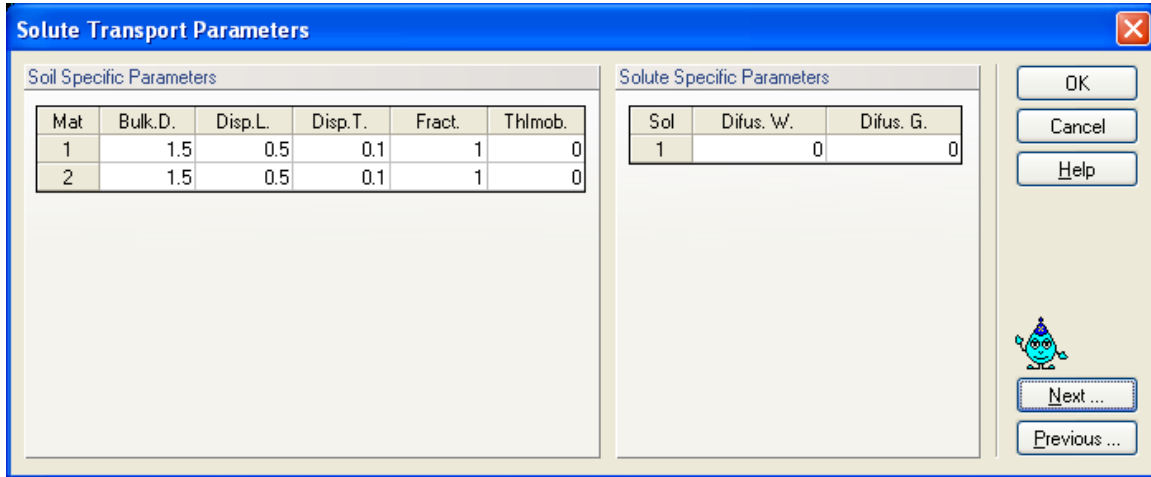 Solute Transport Parameters
Soil Specific Parameters
Mat Bulk.D. Disp.L. Disp.T. Fract. ThImob.
1 1.5 0.5 0.1 1 0
2 1.5 0.5 0.1 1 0
Solute Specific Parameters
Sol Difus. W. Difus. G.
1 0 0
OK
Cancel
Help
Next ...
Previous ...